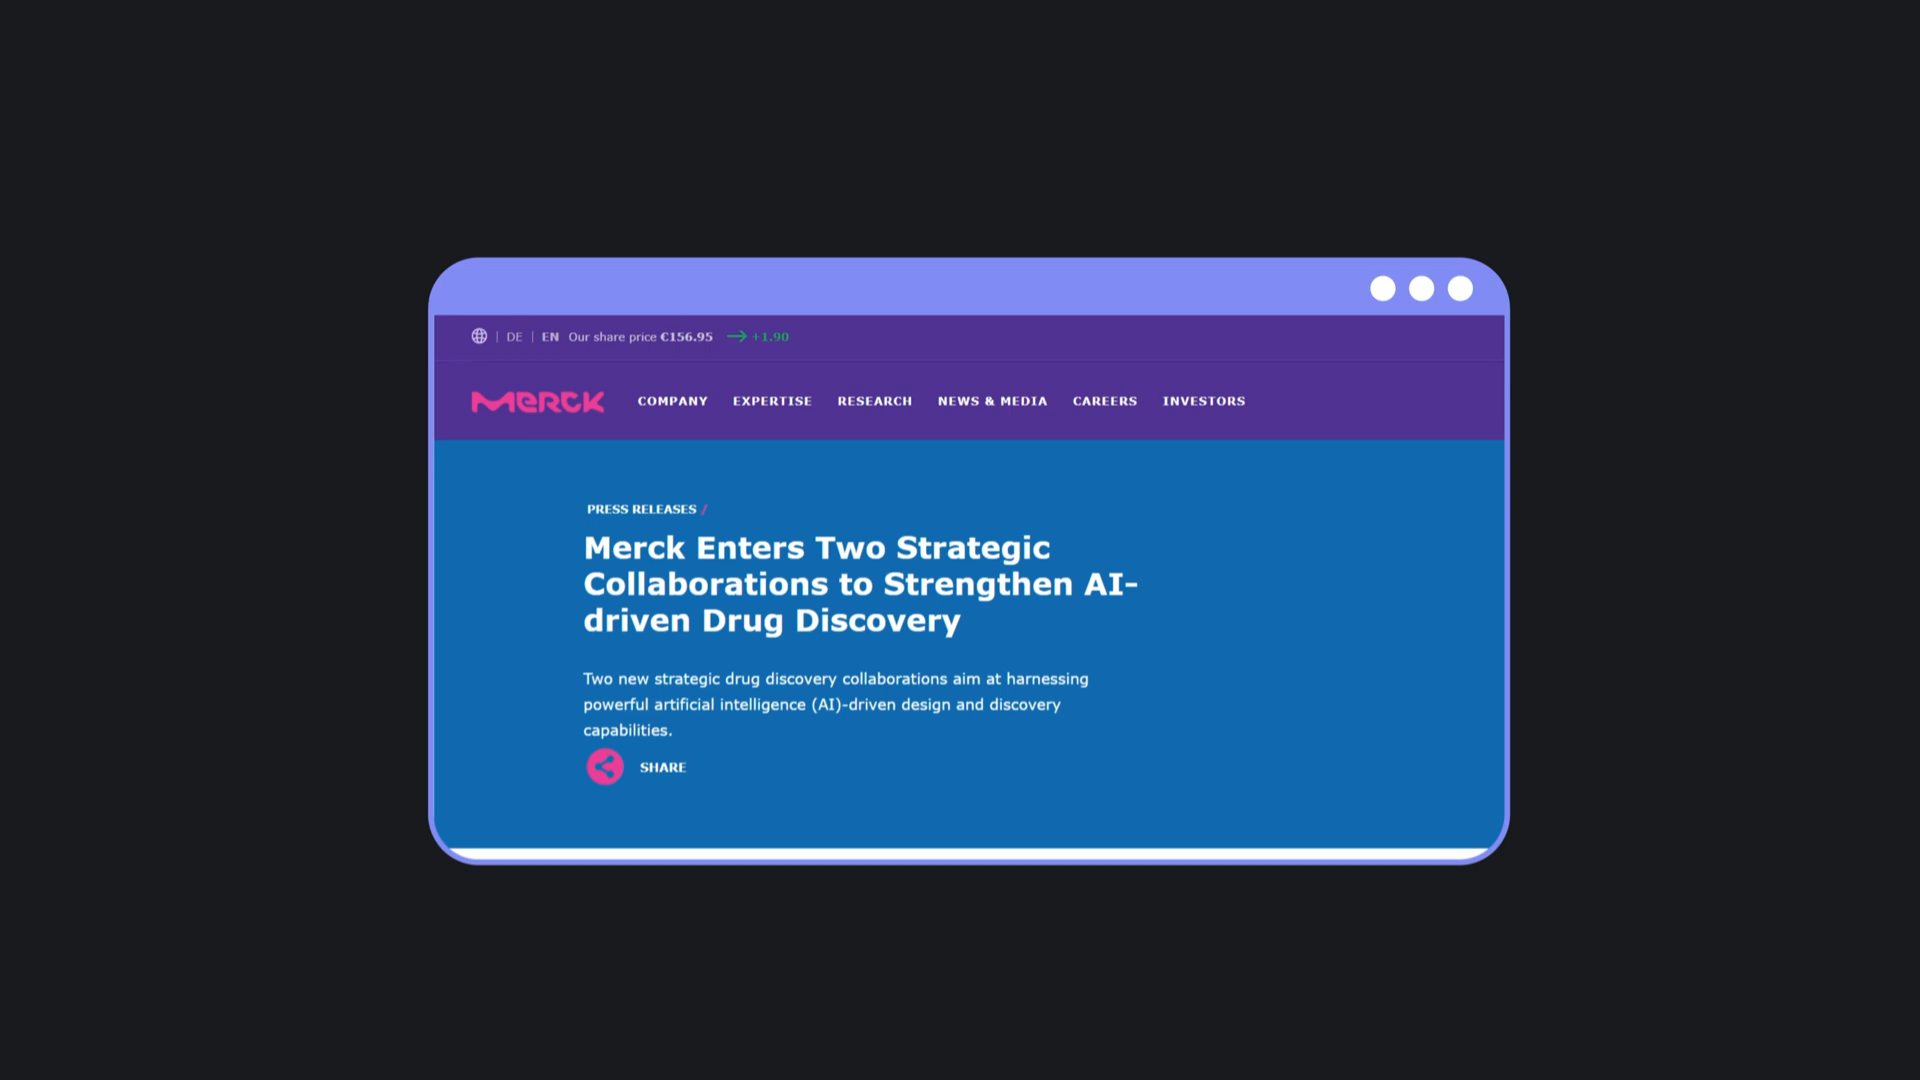 DE | EN Our share price €156.95 → +1.90
MERCK COMPANY EXPERTISE RESEARCH NEWS & MEDIA CAREERS INVESTORS
PRESS RELEASES /
Merck Enters Two Strategic
Collaborations to Strengthen AI-
driven Drug Discovery
Two new strategic drug discovery collaborations aim at harnessing
powerful artificial intelligence (AI)-driven design and discovery
capabilities.
SHARE